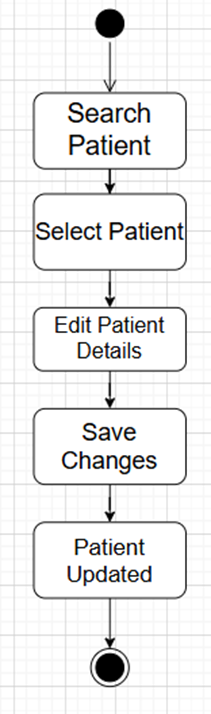 Search
Patient
Select Patient
Edit Patient
Details
Save
Changes
Patient
Updated